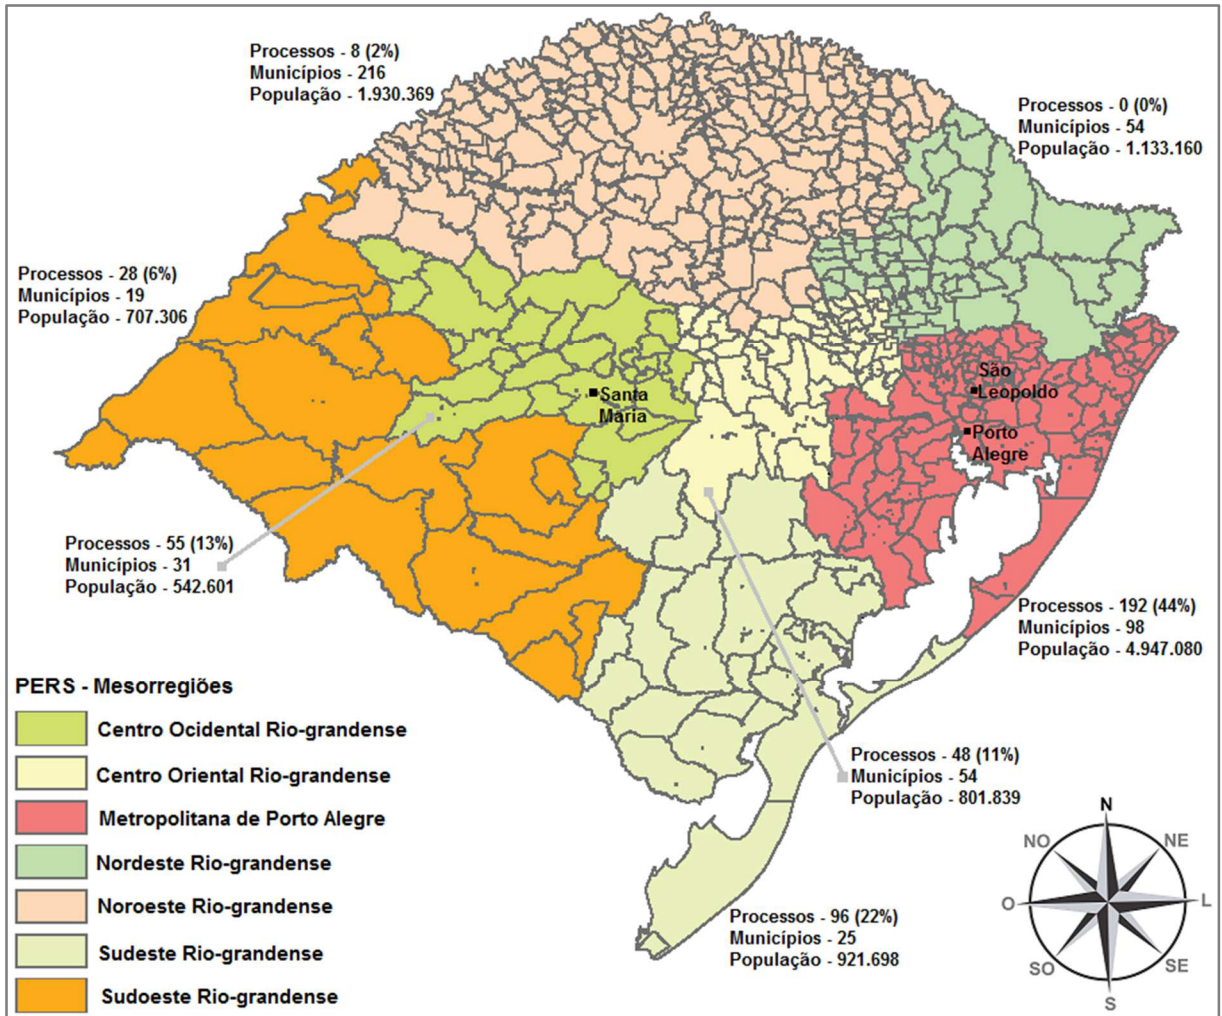 Processos - 8 (2%)
Municípios - 216
População - 1.930.369
Processos - 0 (0%)
Municípios - 54
População - 1.133.160
Processos - 28 (6%)
Municípios - 19
População - 707.306
São
Leopoldo
Santa
Maria
Porto
Alegre
Processos - 55 (13%)
Municípios - 31
População - 542.601
Processos - 192 (44%)
Municípios - 98
População - 4.947.080
Processos - 48 (11%)
Municípios - 54
População - 801.839
Processos - 96 (22%)
Municípios - 25
População - 921.698
PERS - Mesorregiões
Centro Ocidental Rio-grandense
Centro Oriental Rio-grandense
Metropolitana de Porto Alegre
Nordeste Rio-grandense
Noroeste Rio-grandense
Sudeste Rio-grandense
Sudoeste Rio-grandense
N
NO
NE
O
L
SO
SE
S